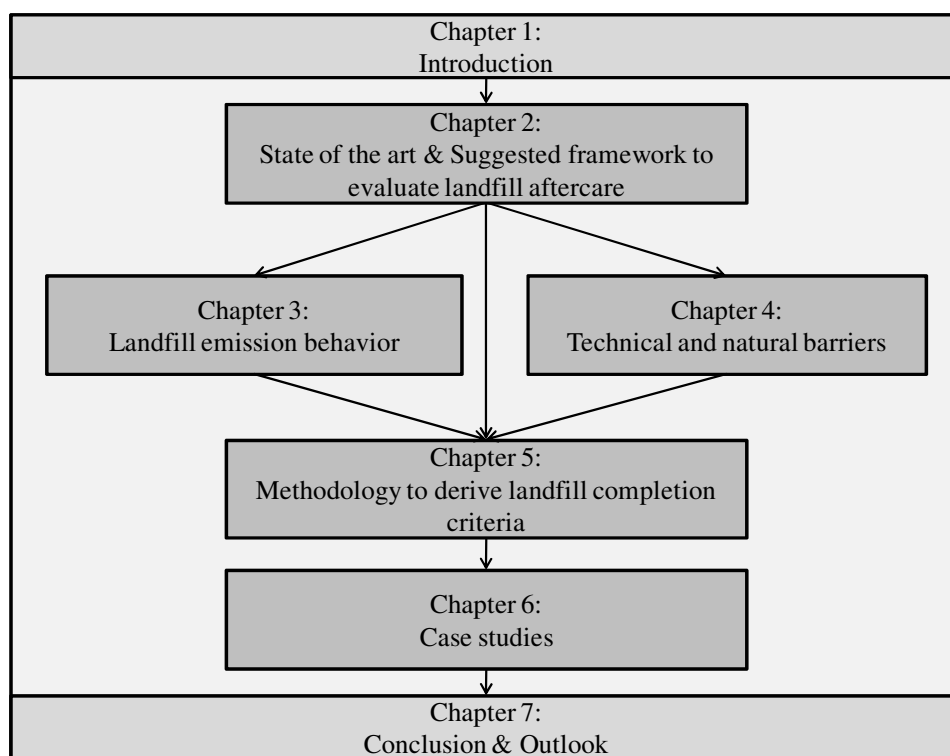 Chapter 1:
Introduction
Chapter 2:
State of the art & Suggested framework to
evaluate landfill aftercare
Chapter 3:
Landfill emission behavior
Chapter 4:
Technical and natural barriers
Chapter 5:
Methodology to derive landfill completion
criteria
Chapter 6:
Case studies
Chapter 7:
Conclusion & Outlook